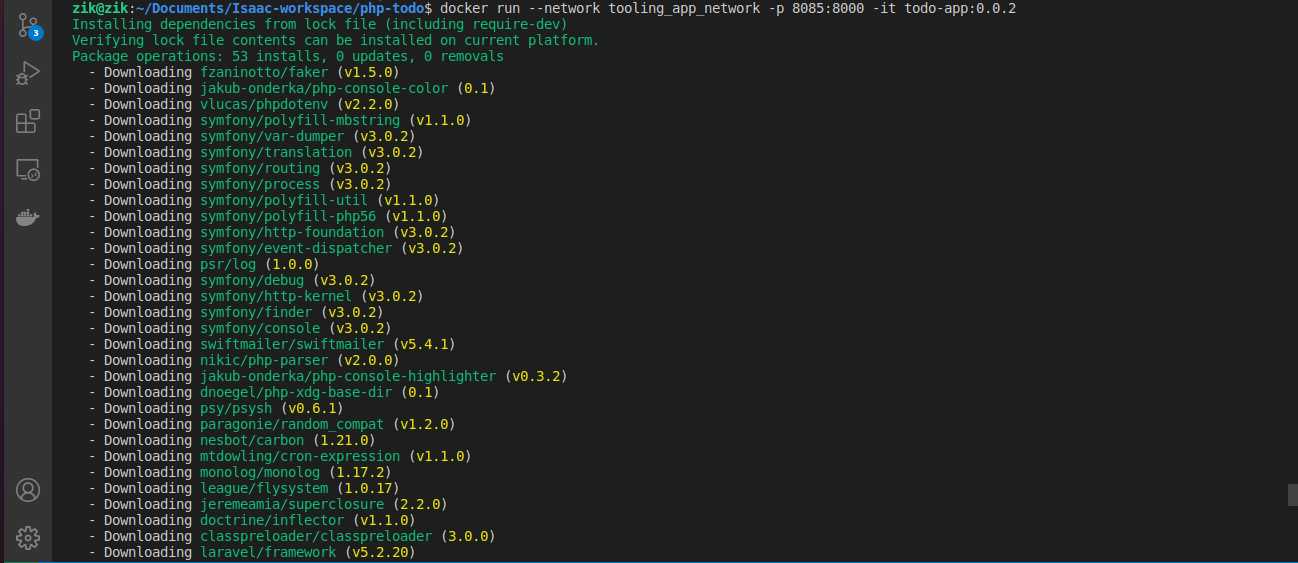 zik@zik:~/Documents/Isaac-workspace/php-todo$ docker run --network tooling_app_network -p 8085:8000 -it todo-app:0.0.2
Installing dependencies from lock file (including require-dev)
Verifying lock file contents can be installed on current platform.
Package operations: 53 installs, 0 updates, 0 removals
- Downloading fzaninotto/faker (v1.5.0)
- Downloading jakub-onderka/php-console-color (0.1)
- Downloading vlucas/phpdotenv (v2.2.0)
- Downloading symfony/polyfill-mbstring (v1.1.0)
- Downloading symfony/var-dumper (v3.0.2)
- Downloading symfony/translation (v3.0.2)
- Downloading symfony/routing (v3.0.2)
- Downloading symfony/process (v3.0.2)
- Downloading symfony/polyfill-util (v1.1.0)
- Downloading symfony/polyfill-php56 (v1.1.0)
- Downloading symfony/http-foundation (v3.0.2)
- Downloading symfony/event-dispatcher (v3.0.2)
- Downloading psr/log (1.0.0)
- Downloading symfony/debug (v3.0.2)
- Downloading symfony/http-kernel (v3.0.2)
- Downloading symfony/finder (v3.0.2)
- Downloading symfony/console (v3.0.2)
- Downloading swiftmailer/swiftmailer (v5.4.1)
- Downloading nikic/php-parser (v2.0.0)
- Downloading jakub-onderka/php-console-highlighter (v0.3.2)
- Downloading dnoegel/php-xdg-base-dir (0.1)
- Downloading psy/psysh (v0.6.1)
- Downloading paragonie/random_compat (v1.2.0)
- Downloading nesbot/carbon (1.21.0)
- Downloading mtdowling/cron-expression (v1.1.0)
- Downloading monolog/monolog (1.17.2)
- Downloading league/flysystem (1.0.17)
- Downloading jeremeamia/superclosure (2.2.0)
- Downloading doctrine/inflector (v1.1.0)
- Downloading classpreloader/classpreloader (3.0.0)
- Downloading laravel/framework (v5.2.20)
3